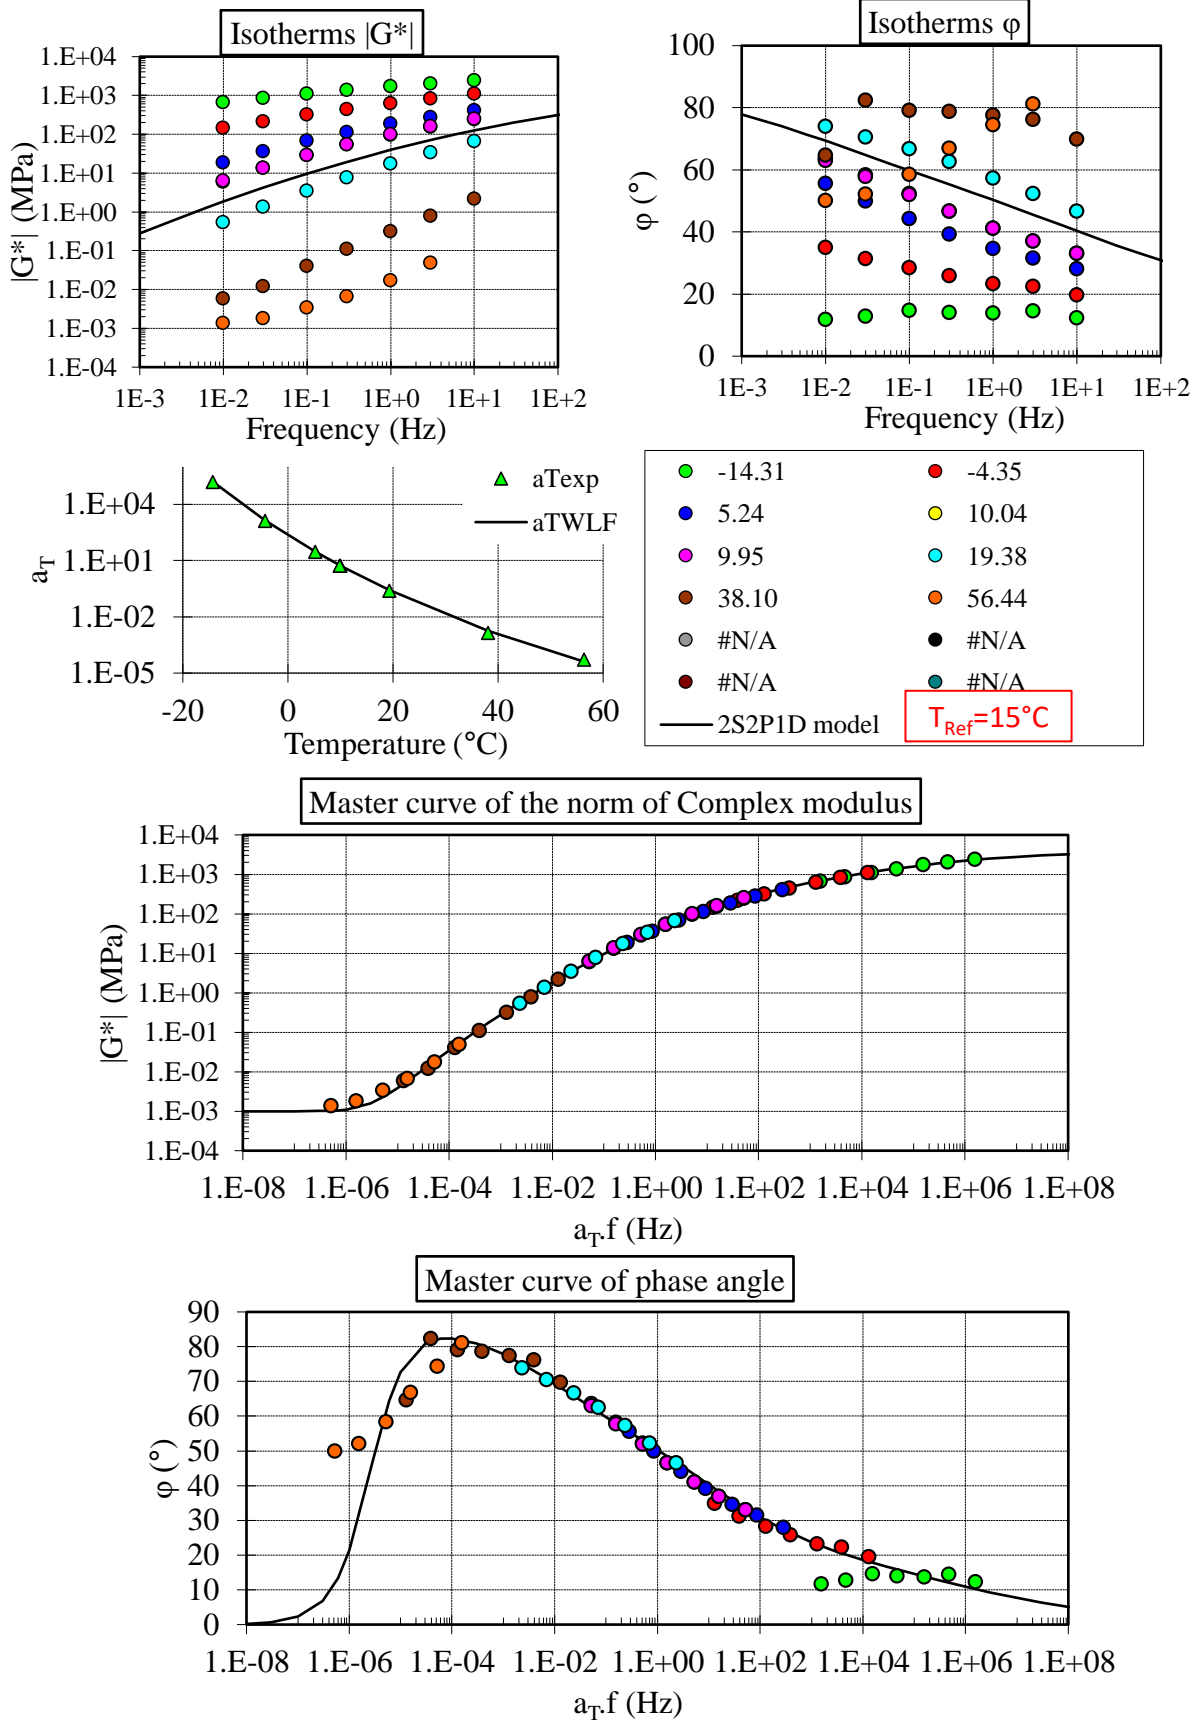 Isotherms |G*|
1.E+04
1.E+03
1.E+02
1.E+01
1.E+00
1.E-01
1.E-02
1.E-03
1.E-04
|G*| (MPa)
1E-3 1E-2 1E-1 1E0 1E+1 1E+2
Frequency (Hz)
Isotherms φ
100
80
60
40
20
0
φ (°)
1E-3 1E-2 1E-1 1E+0 1E+1 1E+2
Frequency (Hz)
1.E+04
1.E+01
1.E-02
1.E-05
aT
-20 0 20 40 60
Temperature (°C)
aTexp
aTWLF
-14.31 -4.35
5.24 10.04
9.95 19.38
38.10 56.44
#N/A #N/A
#N/A #N/A
2S2P1D model
TRef=15°C
Master curve of the norm of Complex modulus
1.E+04
1.E+03
1.E+02
1.E+01
1.E+00
1.E-01
1.E-02
1.E-03
1.E-04
|G*| (MPa)
1.E-08 1.E-06 1.E-04 1.E-02 1.E+00 1.E+02 1.E+04 1.E+06 1.E+08
aT.f (Hz)
Master curve of phase angle
90
80
70
60
50
40
30
20
10
0
φ (°)
1.E-08 1.E-06 1.E-04 1.E-02 1.E+00 1.E+02 1.E+04 1.E+06 1.E+08
aT.f (Hz)